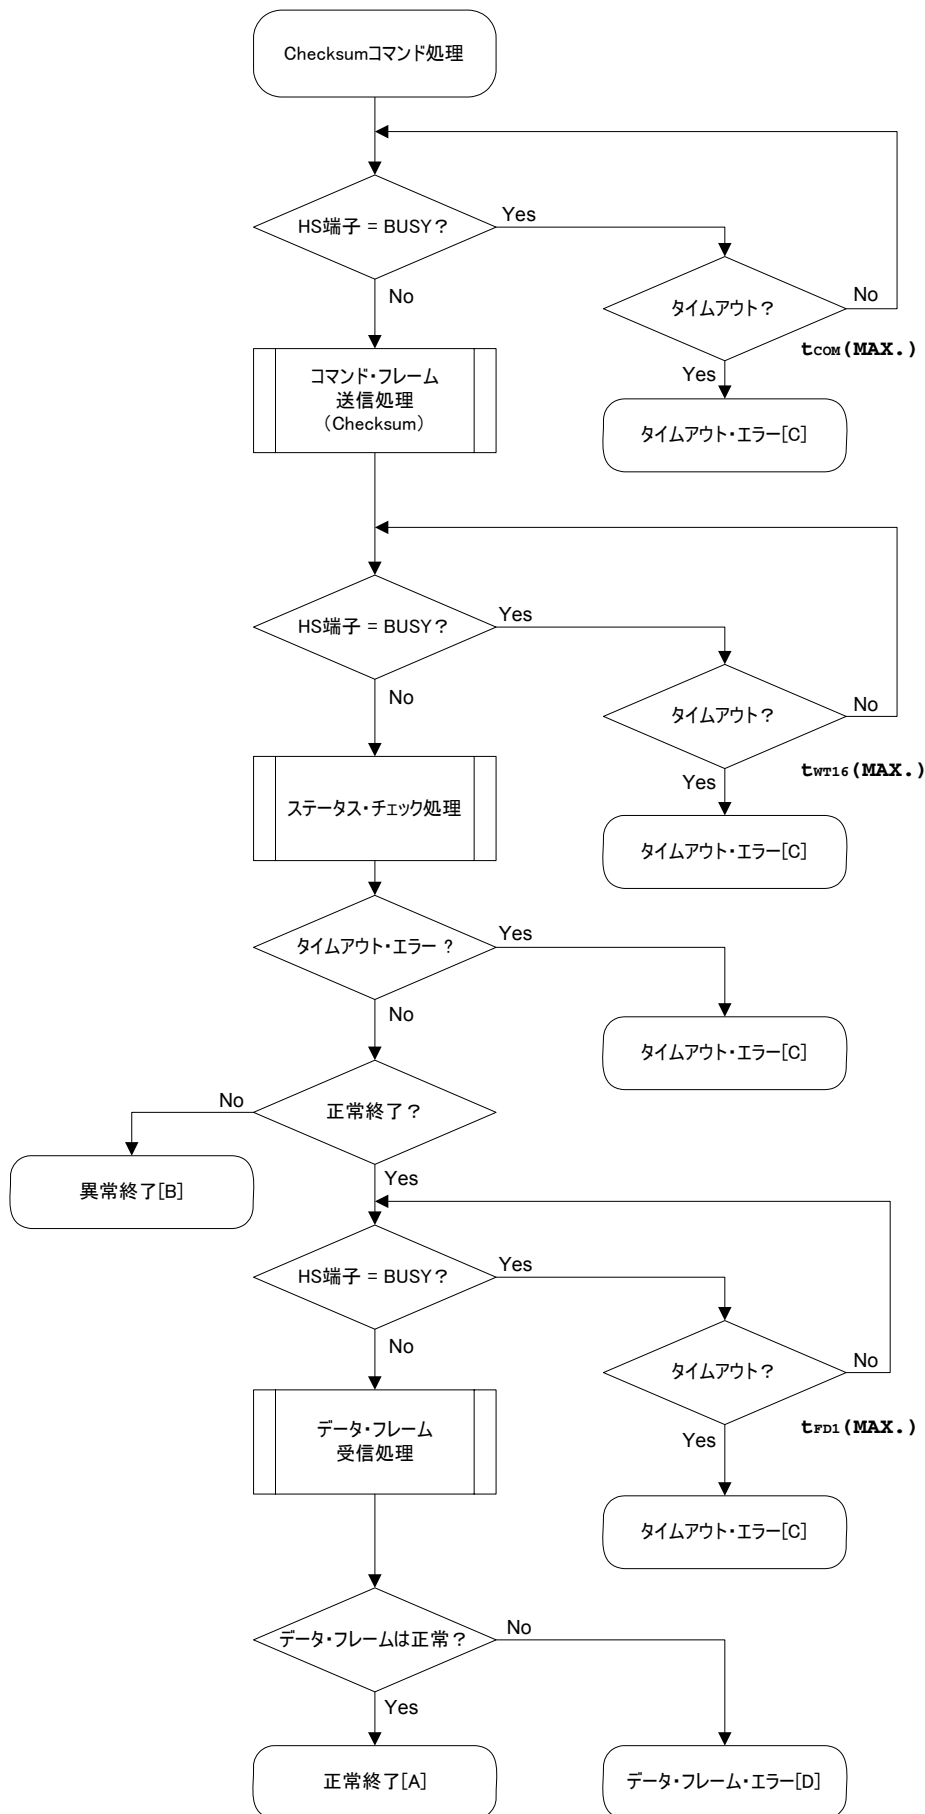 Checksumコマンド処理
HS端子 = BUSY？
Yes
No
タイムアウト？
No
tCOM(MAX.)
Yes
タイムアウト・エラー[C]
コマンド・フレーム
送信処理
（Checksum）
HS端子 = BUSY？
Yes
No
タイムアウト？
No
tWT16(MAX.)
Yes
タイムアウト・エラー[C]
ステータス・チェック処理
タイムアウト・エラー？
Yes
No
タイムアウト・エラー[C]
正常終了？
No
異常終了[B]
Yes
HS端子 = BUSY？
Yes
No
タイムアウト？
No
tFD1(MAX.)
Yes
タイムアウト・エラー[C]
データ・フレーム
受信処理
データ・フレームは正常？
No
Yes
正常終了[A]
データ・フレーム・エラー[D]